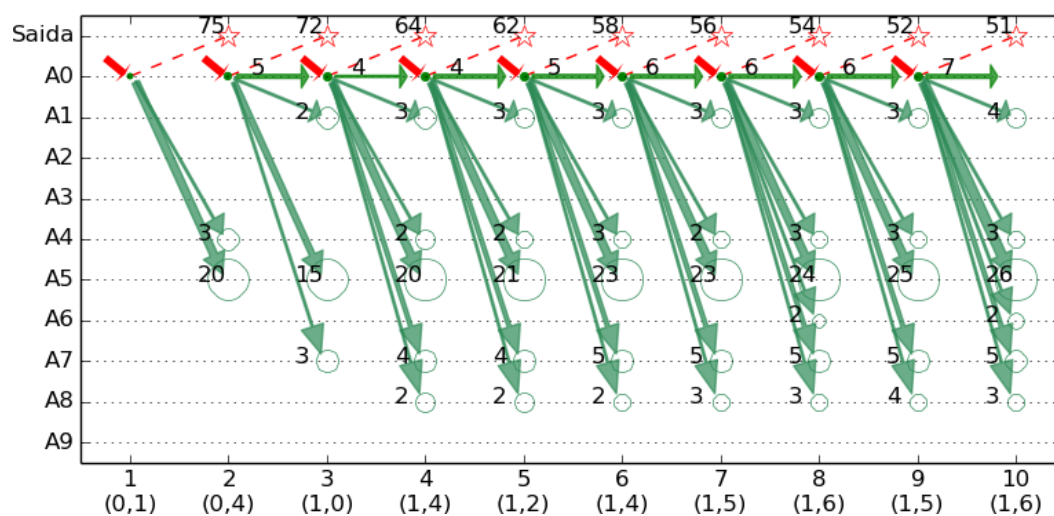 Saida 75 72 64 62 58 56 54 52 51
A0 5 4 4 5 6 6 6 7
A1 2 3 3 3 3 3 3 4
A2
A3
A4 3 2 2 3 2 3 3 3
A5 20 15 20 21 23 23 24 25 26
A6 2 2
A7 3 4 4 5 5 5 5 5
A8 2 2 2 3 3 4 3
A9
1 2 3 4 5 6 7 8 9 10
(0,1) (0,4) (1,0) (1,4) (1,2) (1,4) (1,5) (1,6) (1,5) (1,6)